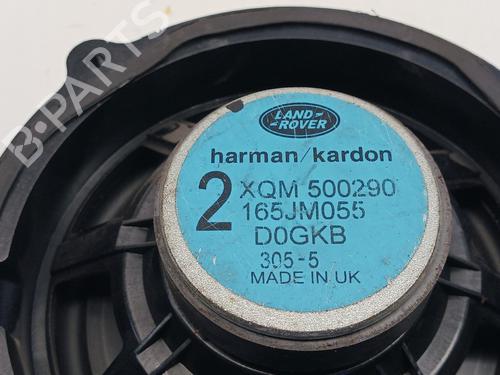 B-PARTS
LAND-
-ROVER
harman/kardon
2 XQM 500290
165JM055
D0GKB
305-5
MADE IN UK